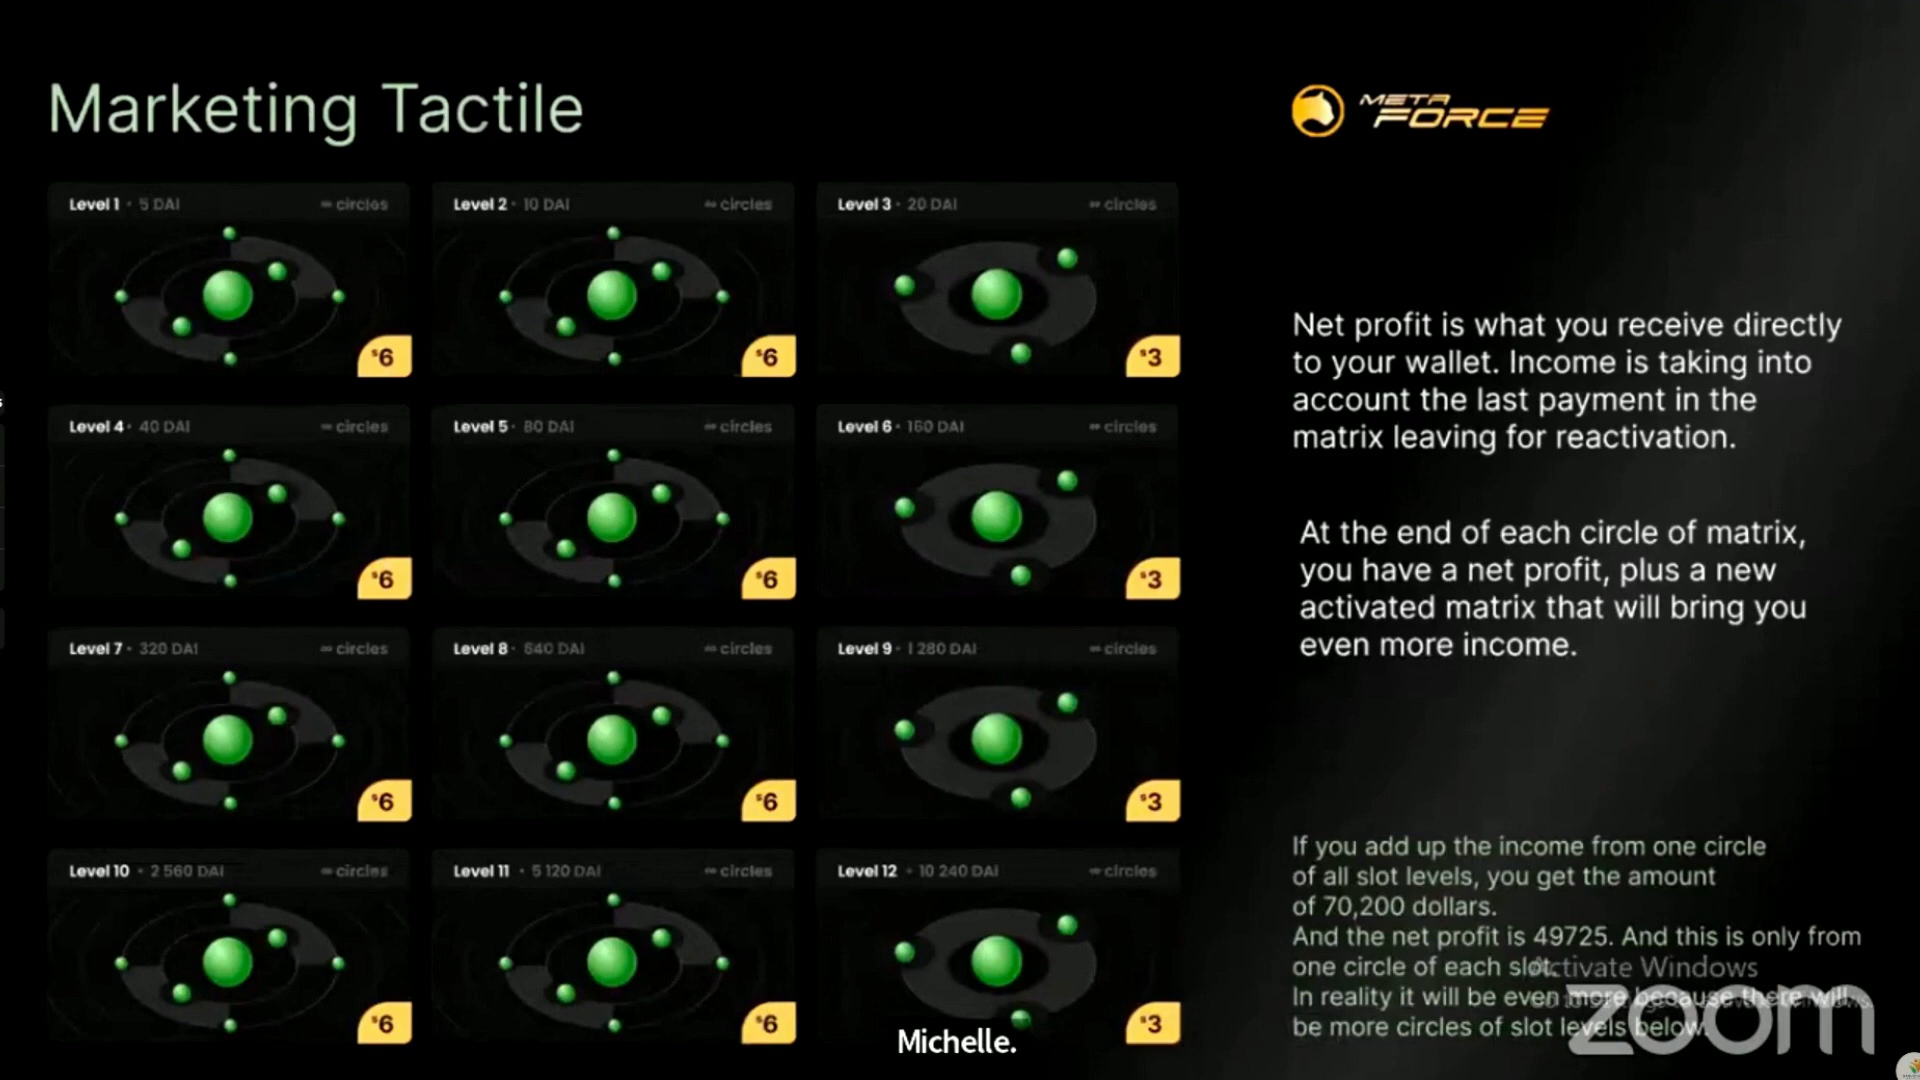 Marketing Tactile
META
FORCE
Level 1 • 5 DAI ∞ circles
Level 2 • 10 DAI ∞ circles
Level 3 • 20 DAI ∞ circles
$6
$6
$3
Level 4 • 40 DAI ∞ circles
Level 5 • 80 DAI ∞ circles
Level 6 • 160 DAI ∞ circles
$6
$6
$3
Level 7 • 320 DAI ∞ circles
Level 8 • 640 DAI ∞ circles
Level 9 • 1 280 DAI ∞ circles
$6
$6
$3
Level 10 • 2 560 DAI ∞ circles
Level 11 • 5 120 DAI ∞ circles
Level 12 • 10 240 DAI ∞ circles
$6
$6
$3
Net profit is what you receive directly
to your wallet. Income is taking into
account the last payment in the
matrix leaving for reactivation.
At the end of each circle of matrix,
you have a net profit, plus a new
activated matrix that will bring you
even more income.
If you add up the income from one circle
of all slot levels, you get the amount
of 70,200 dollars.
And the net profit is 49725. And this is only from
one circle of each slot.
Activate Windows
In reality it will be even more because there will
be more circles of slot levels below.
zoom
Michelle.